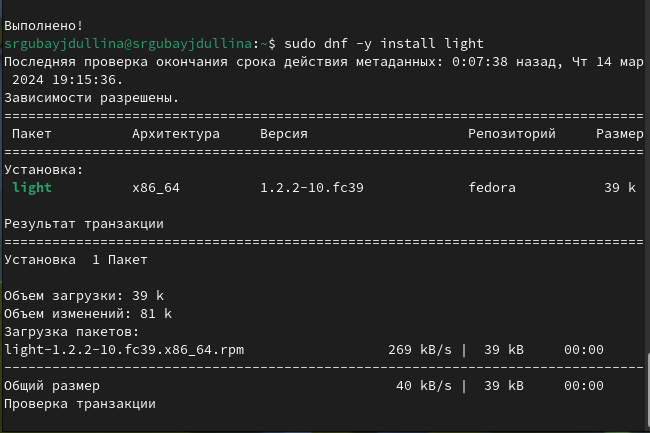 Выполнено!
srgubayjdullina@srgubayjdullina:~$ sudo dnf -y install light
Последняя проверка окончания срока действия метаданных: 0:07:38 назад, Чт 14 мар
2024 19:15:36.
Зависимости разрешены.
================================================================================
Пакет Архитектура Версия Репозиторий Размер
================================================================================
Установка:
light x86_64 1.2.2-10.fc39 fedora 39 k
Результат транзакции
================================================================================
Установка 1 Пакет
Объем загрузки: 39 k
Объем изменений: 81 k
Загрузка пакетов:
light-1.2.2-10.fc39.x86_64.rpm 269 kB/s | 39 kB 00:00
--------------------------------------------------------------------------------
Общий размер 40 kB/s | 39 kB 00:00
Проверка транзакции